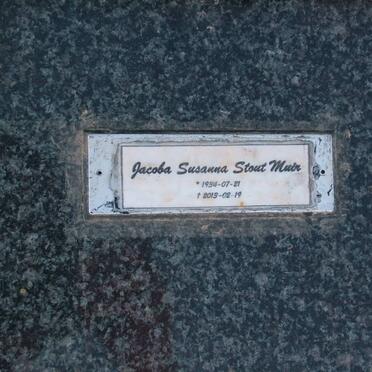 Jacoba Susanna Stout Muir
* 1934-07-21
† 2013-02-19